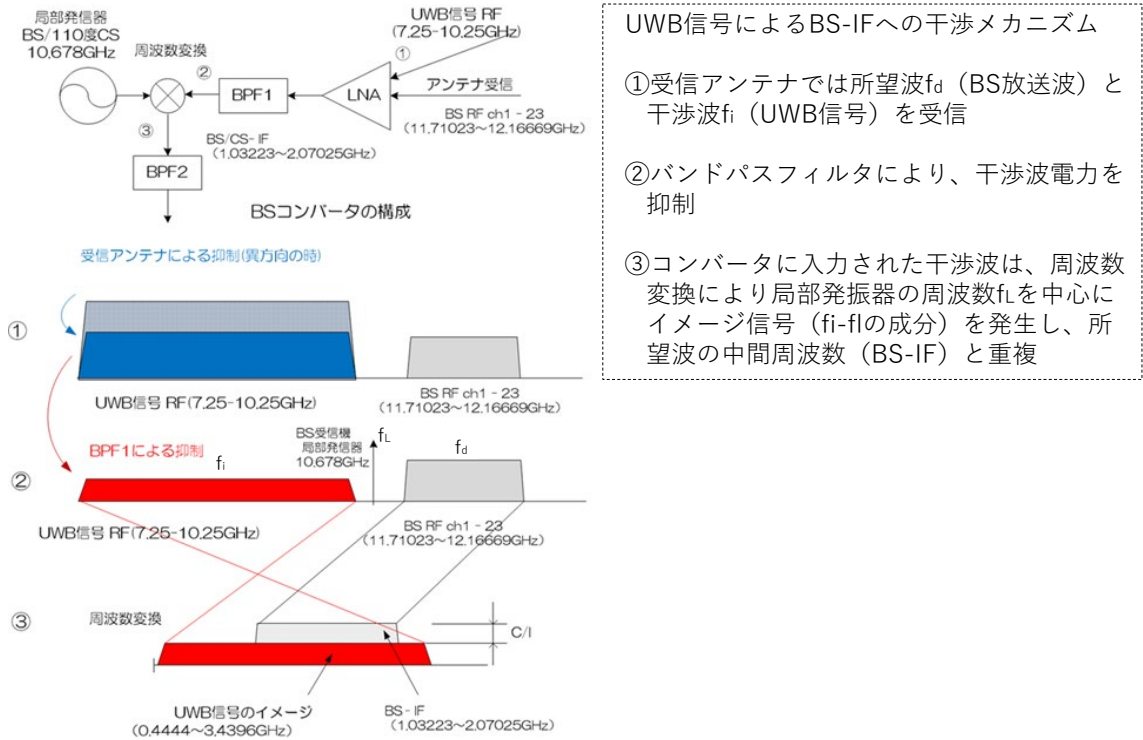 局部発信器
BS/110度CS
10.678GHz
周波数変換
UWB信号 RF
(7.25-10.25GHz)
①
②
BPF1
LNA
アンテナ受信
BS RF ch1 - 23
(11.71023~12.16669GHz)
③
BS/CS- IF
(1.03223~2.07025GHz)
BPF2
BSコンバータの構成
UWB信号によるBS-IFへの干渉メカニズム
①受信アンテナでは所望波fd(BS放送波)と
干渉波fi(UWB信号)を受信
②バンドパスフィルタにより、干渉波電力を
抑制
③コンバータに入力された干渉波は、周波数
変換により局部発振器の周波数fLを中心に
イメージ信号(fi-flの成分)を発生し、所
望波の中間周波数(BS-IF)と重複
受信アンテナによる抑制(異方向の時)
①
UWB信号 RF(7.25-10.25GHz)
BS RF ch1 - 23
(11.71023~12.16669GHz)
BPF1による抑制
fi
BS受信機
局部発信器
10.678GHz
fL
fd
②
UWB信号 RF(7.25-10.25GHz)
BS RF ch1 - 23
(11.71023~12.16669GHz)
③
周波数変換
C/I
UWB信号のイメージ
(0.4444~3.4396GHz)
BS - IF
(1.03223~2.07025GHz)